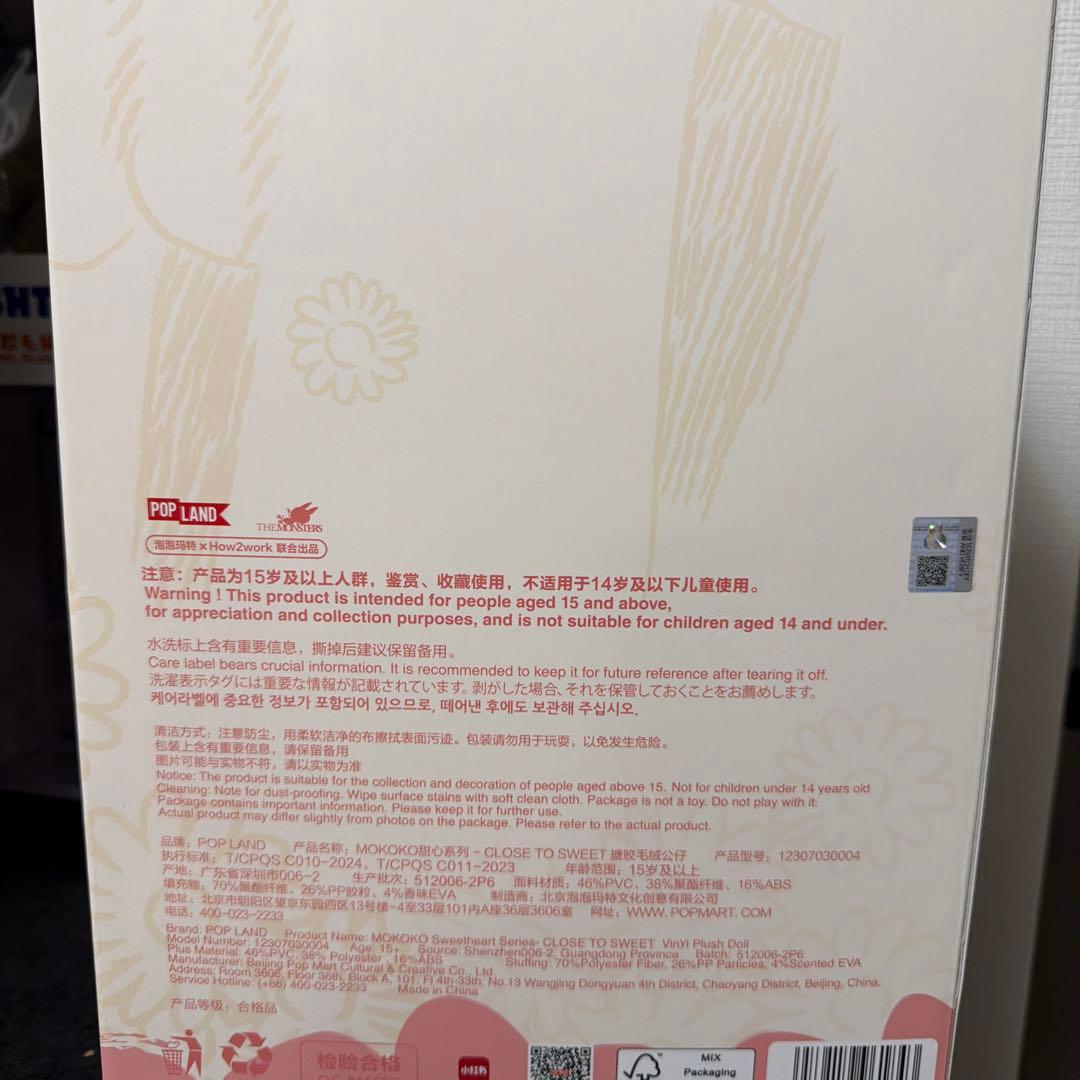 POP LAND
THE MONSTERS
泡泡玛特×How2work 联合出品
注意：产品为15岁及以上人群，鉴赏、收藏使用，不适用于14岁及以下儿童使用。
Warning ! This product is intended for people aged 15 and above,
for appreciation and collection purposes, and is not suitable for children aged 14 and under.
水洗标上含有重要信息，撕掉后建议保留备用。
Care label bears crucial information. It is recommended to keep it for future reference after tearing it off.
洗濯表示タグには重要な情報が記載されています。剥がした場合、それを保管しておくことをお薦めします。
케어라벨에 중요한 정보가 포함되어 있으므로, 떼어낸 후에도 보관해 주십시오.
清洁方式：注意防尘，用柔软洁净的布擦拭表面污迹。包装请勿用于玩耍，以免发生危险。
包装上含有重要信息，请保留备用
图片可能与实物不符，请以实物为准
Notice: The product is suitable for the collection and decoration of people aged above 15. Not for children under 14 years old
Cleaning: Note for dust-proofing. Wipe surface stains with soft clean cloth. Package is not a toy. Do not play with it.
Package contains important information. Please keep it for further use.
Actual product may differ slightly from photos on the package. Please refer to the actual product.
品牌：POP LAND 产品名称：MOKOKO甜心系列 – CLOSE TO SWEET 搪胶毛绒公仔 产品型号：12307030004
执行标准：T/CPQS C010-2024、T/CPQS C011-2023 年龄范围：15岁及以上
产地：广东省深圳市006-2 生产批次：512006-2P6 面料材质：46%PVC、38%聚酯纤维、16%ABS
填充物：70%聚酯纤维、26%PP胶粒、4%香味EVA 制造商：北京泡泡玛特文化创意有限公司
地址：北京市朝阳区望京东园四区13号楼-4至33层101内A座36层3606室 网址：WWW. POPMART. COM
电话：400-023-2233
Brand: POP LAND Product Name: MOKOKO Sweetheart Series- CLOSE TO SWEET Vinyl Plush Doll
Model Number: 12307030004 Age: 15+ Source: Shenzhen006-2, Guangdong Province Batch: 512006-2P6
Plus Material: 46%PVC, 38% Polyester , 16%ABS Stuffing: 70%Polyester Fiber, 26%PP Particles, 4%Scented EVA
Manufacturer: Beijing Pop Mart Cultural & Creative Co., Ltd.
Address: Room 3606, Floor 36th, Block A, 101, Fl 4th-33th, No.13 Wangjing Dongyuan 4th District, Chaoyang District, Beijing, China.
Service Hotline: (+86) 400-023-2233 Made in China
产品等级：合格品
检验合格
小红书
MIX
Packaging